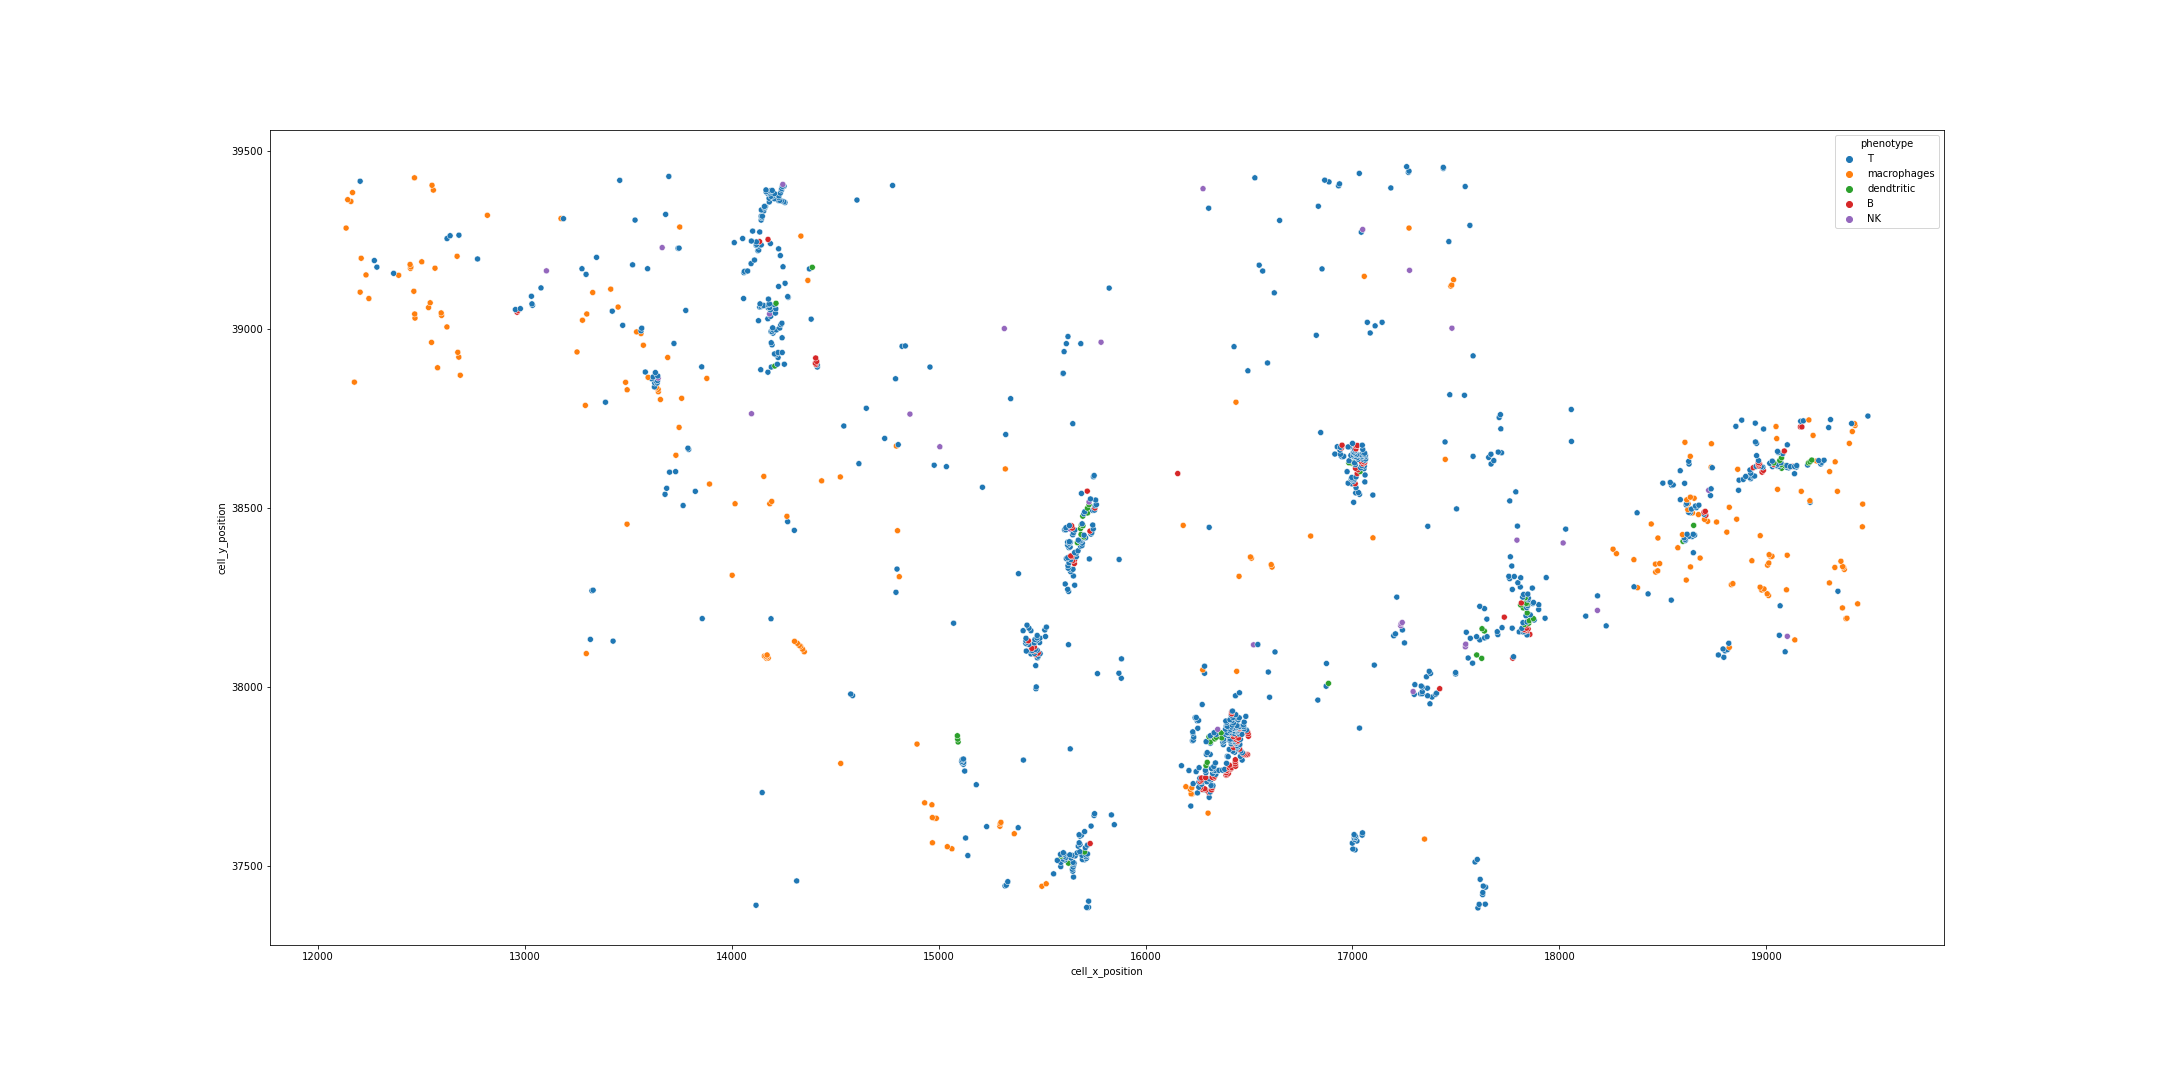 phenotype
T
macrophages
dendtritic
B
NK
39500
39000
38500
38000
37500
cell_y_position
12000
13000
14000
15000
16000
17000
18000
19000
cell_x_position